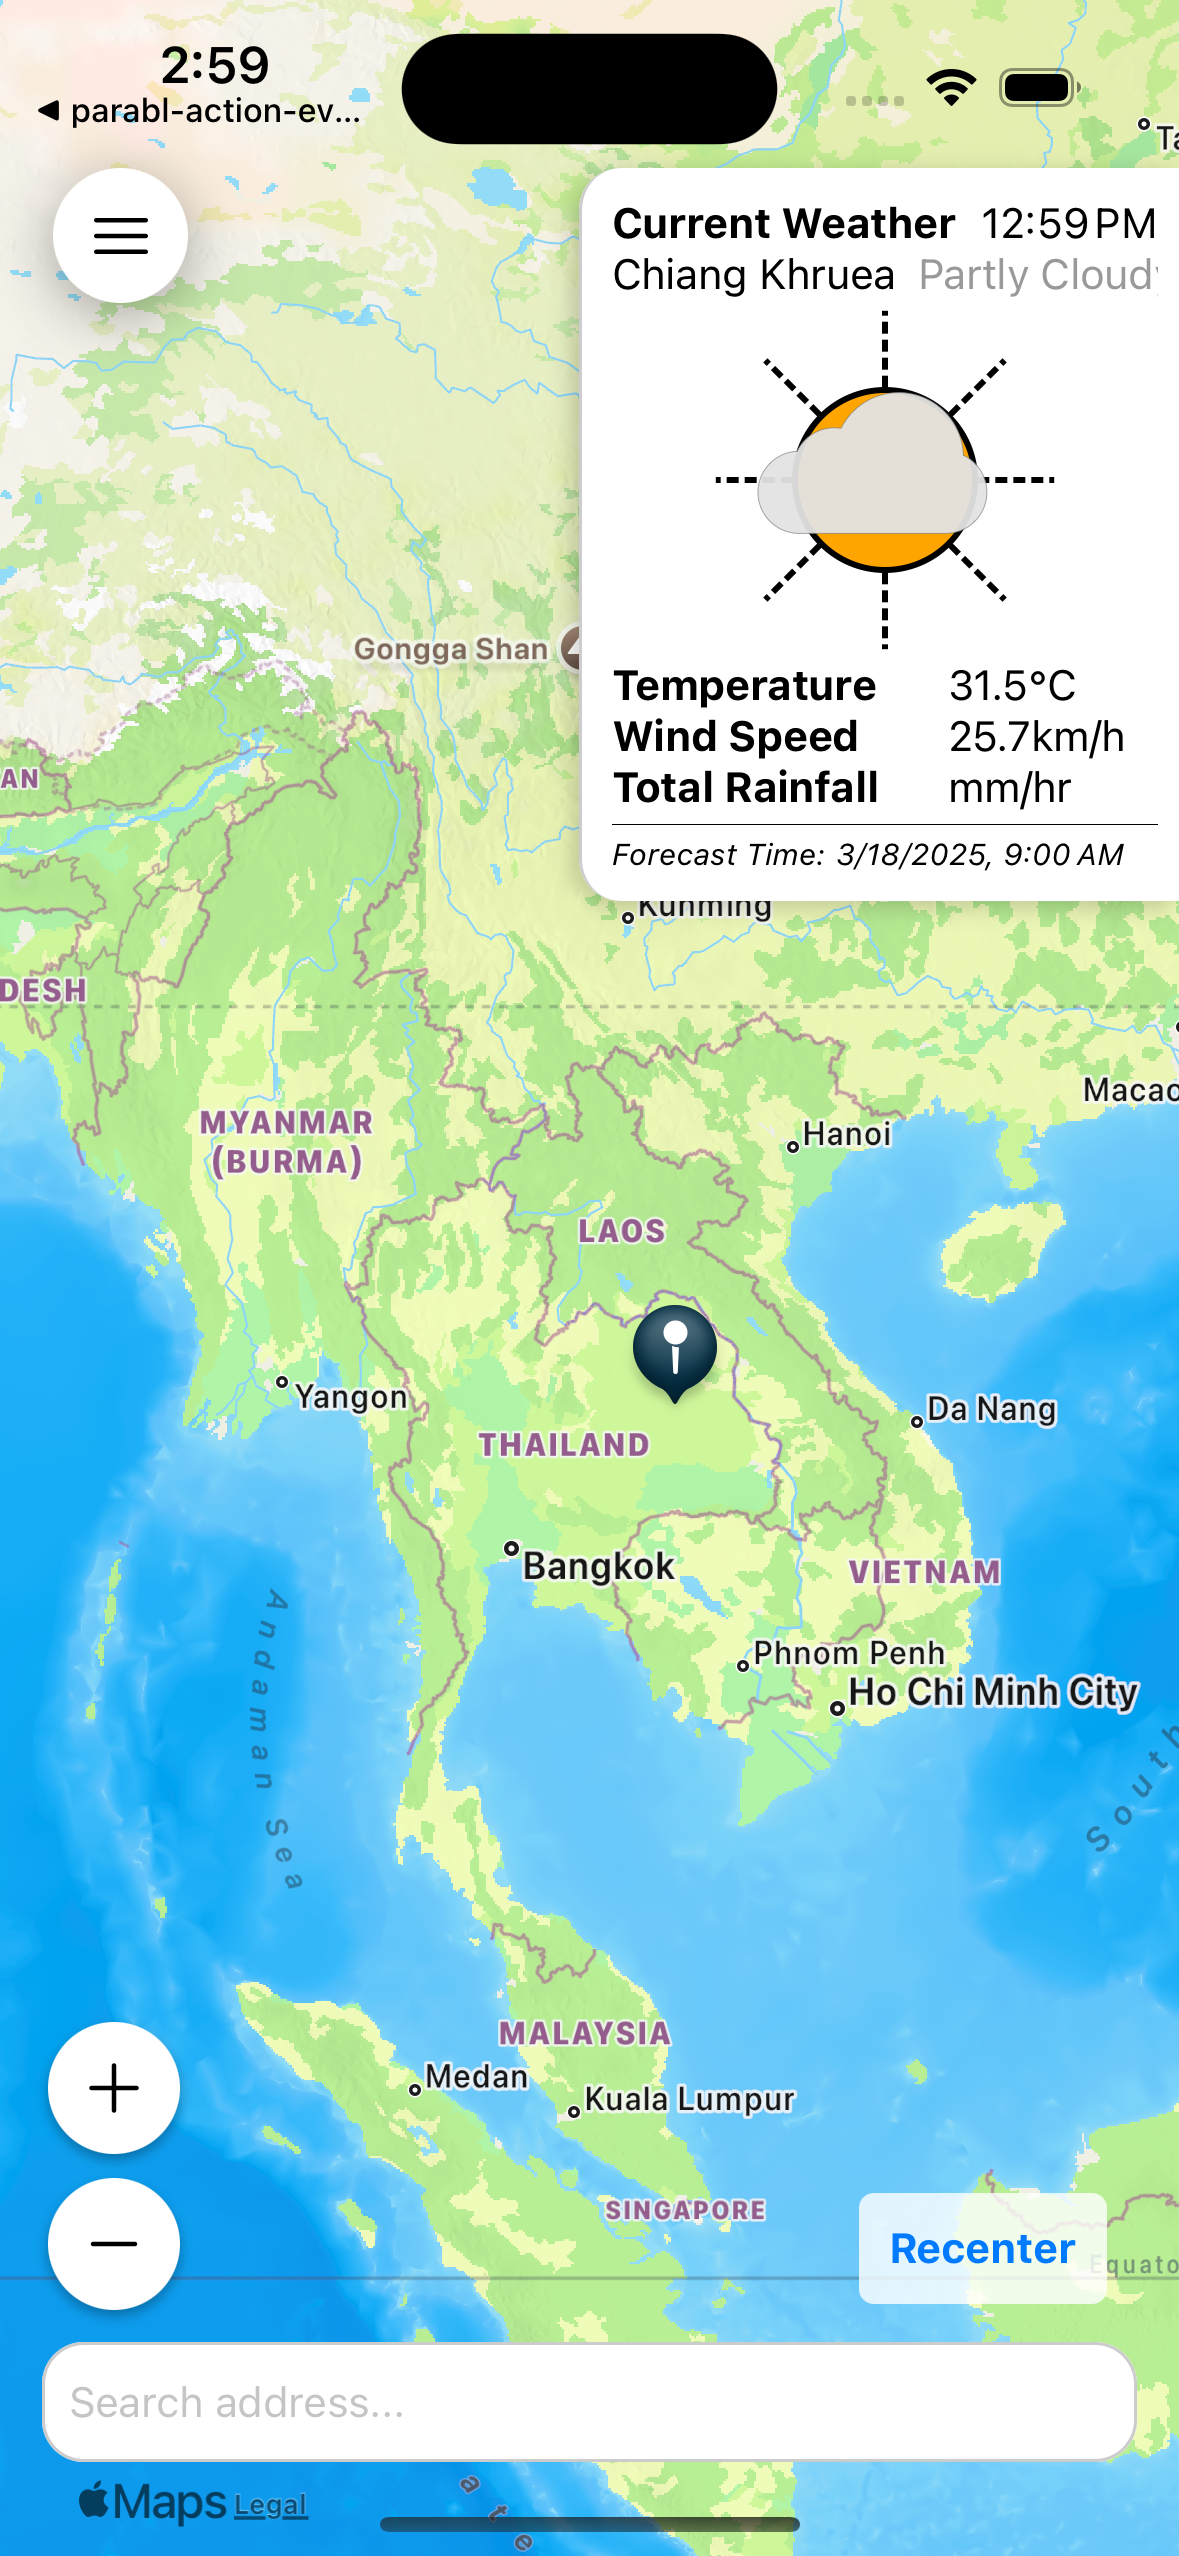 2:59
parabl-action-ev...
Current Weather 12:59 PM
Chiang Khruea Partly Cloudy
Gongga Shan
Temperature 31.5°C
Wind Speed 25.7km/h
Total Rainfall mm/hr
Forecast Time: 3/18/2025, 9:00 AM
Ta
AN
Kunming
DESH
Macao
MYANMAR
(BURMA)
Hanoi
LAOS
Yangon
Da Nang
THAILAND
Bangkok
VIETNAM
Phnom Penh
Ho Chi Minh City
Andaman Sea
South
MALAYSIA
Medan
Kuala Lumpur
SINGAPORE
Recenter
Equato
Search address...
Maps Legal
a t e